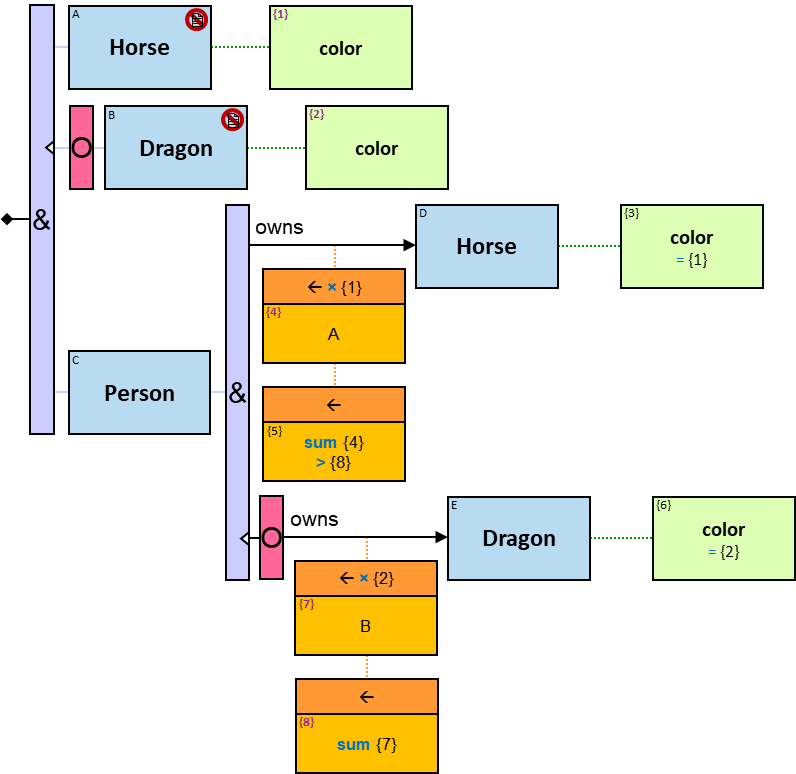 A
Horse
{1}
color
B
Dragon
{2}
color
O
&
owns
D
Horse
{3}
color
= {1}
← × {1}
{4}
A
C
Person
&
←
{5}
sum {4}
> {8}
O
owns
E
Dragon
{6}
color
= {2}
← × {2}
{7}
B
←
{8}
sum {7}